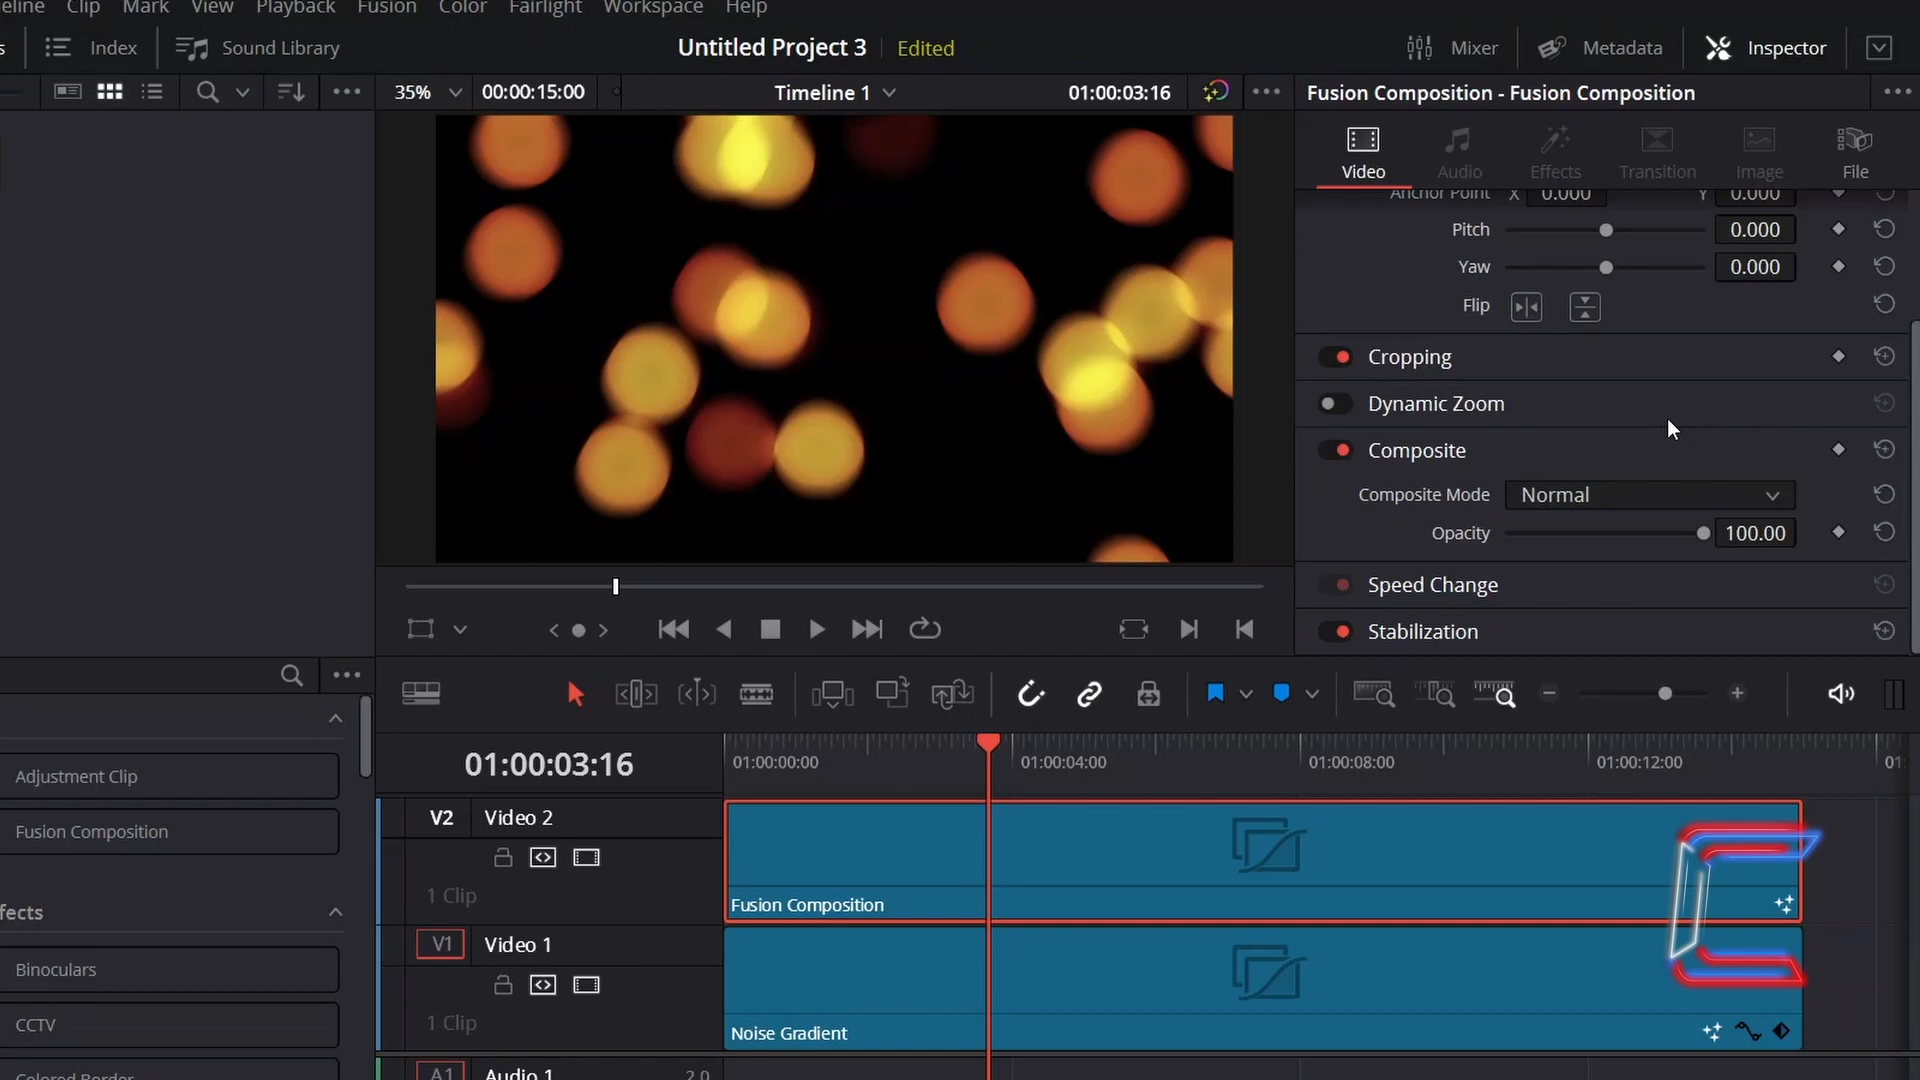 Clip Mark View Playback Fusion Color Fairlight Workspace Help
Index Sound Library Untitled Project 3 Edited Mixer Metadata Inspector
35% 00:00:15:00 Timeline 1 01:00:03:16 Fusion Composition - Fusion Composition
Video Audio Effects Transition Image File
Anchor Point X 0.000 Y 0.000
Pitch 0.000
Yaw 0.000
Flip
Cropping
Dynamic Zoom
Composite
Composite Mode Normal
Opacity 100.00
Speed Change
Stabilization
01:00:03:16 01:00:00:00 01:00:04:00 01:00:08:00 01:00:12:00 01:
Adjustment Clip
Fusion Composition
fects
Binoculars
CCTV
Colored Border
V2 Video 2
1 Clip
Fusion Composition
V1 Video 1
1 Clip
Noise Gradient
A1 Audio 1 2.0